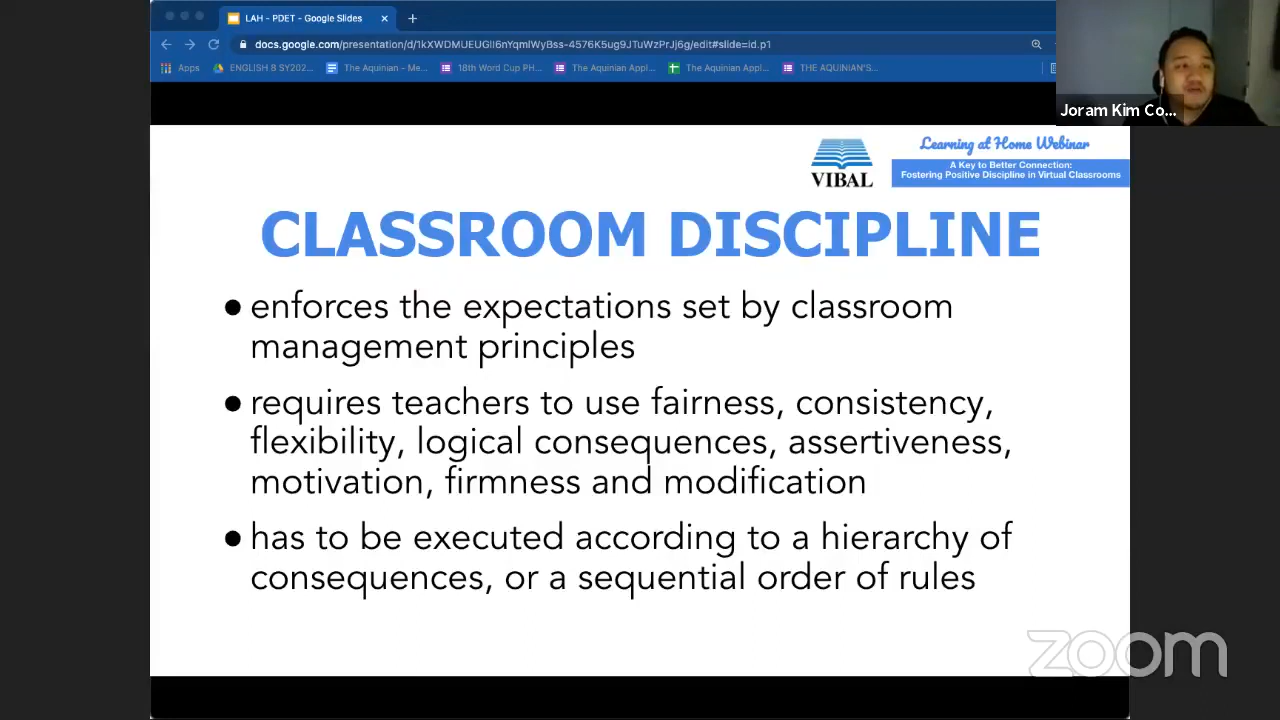 LAH - PDET - Google Slides
docs.google.com/presentation/d/1kXWDMUEUGlI6nYqmlWyBss-4576K5ug9JTuWzPrJj6g/edit#slide=id.p1
Apps ENGLISH 8 SY202... The Aquinian - Me... 18th Word Cup PH... The Aquinian Appl... The Aquinian Appl... THE AQUINIAN'S...
Joram Kim Co...
VIBAL
Learning at Home Webinar
A Key to Better Connection:
Fostering Positive Discipline in Virtual Classrooms
CLASSROOM DISCIPLINE
● enforces the expectations set by classroom
management principles
● requires teachers to use fairness, consistency,
flexibility, logical consequences, assertiveness,
motivation, firmness and modification
● has to be executed according to a hierarchy of
consequences, or a sequential order of rules
zoom